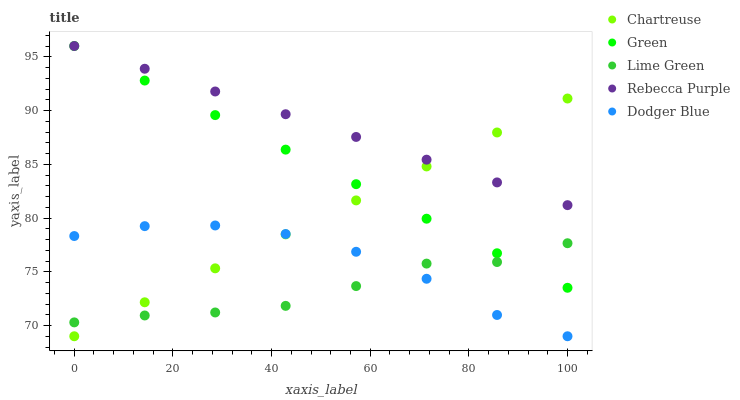 title
Chartreuse
Green
Lime Green
Rebecca Purple
Dodger Blue
yaxis_label
95
90
85
80
75
70
0 20 40 60 80 100
xaxis_label